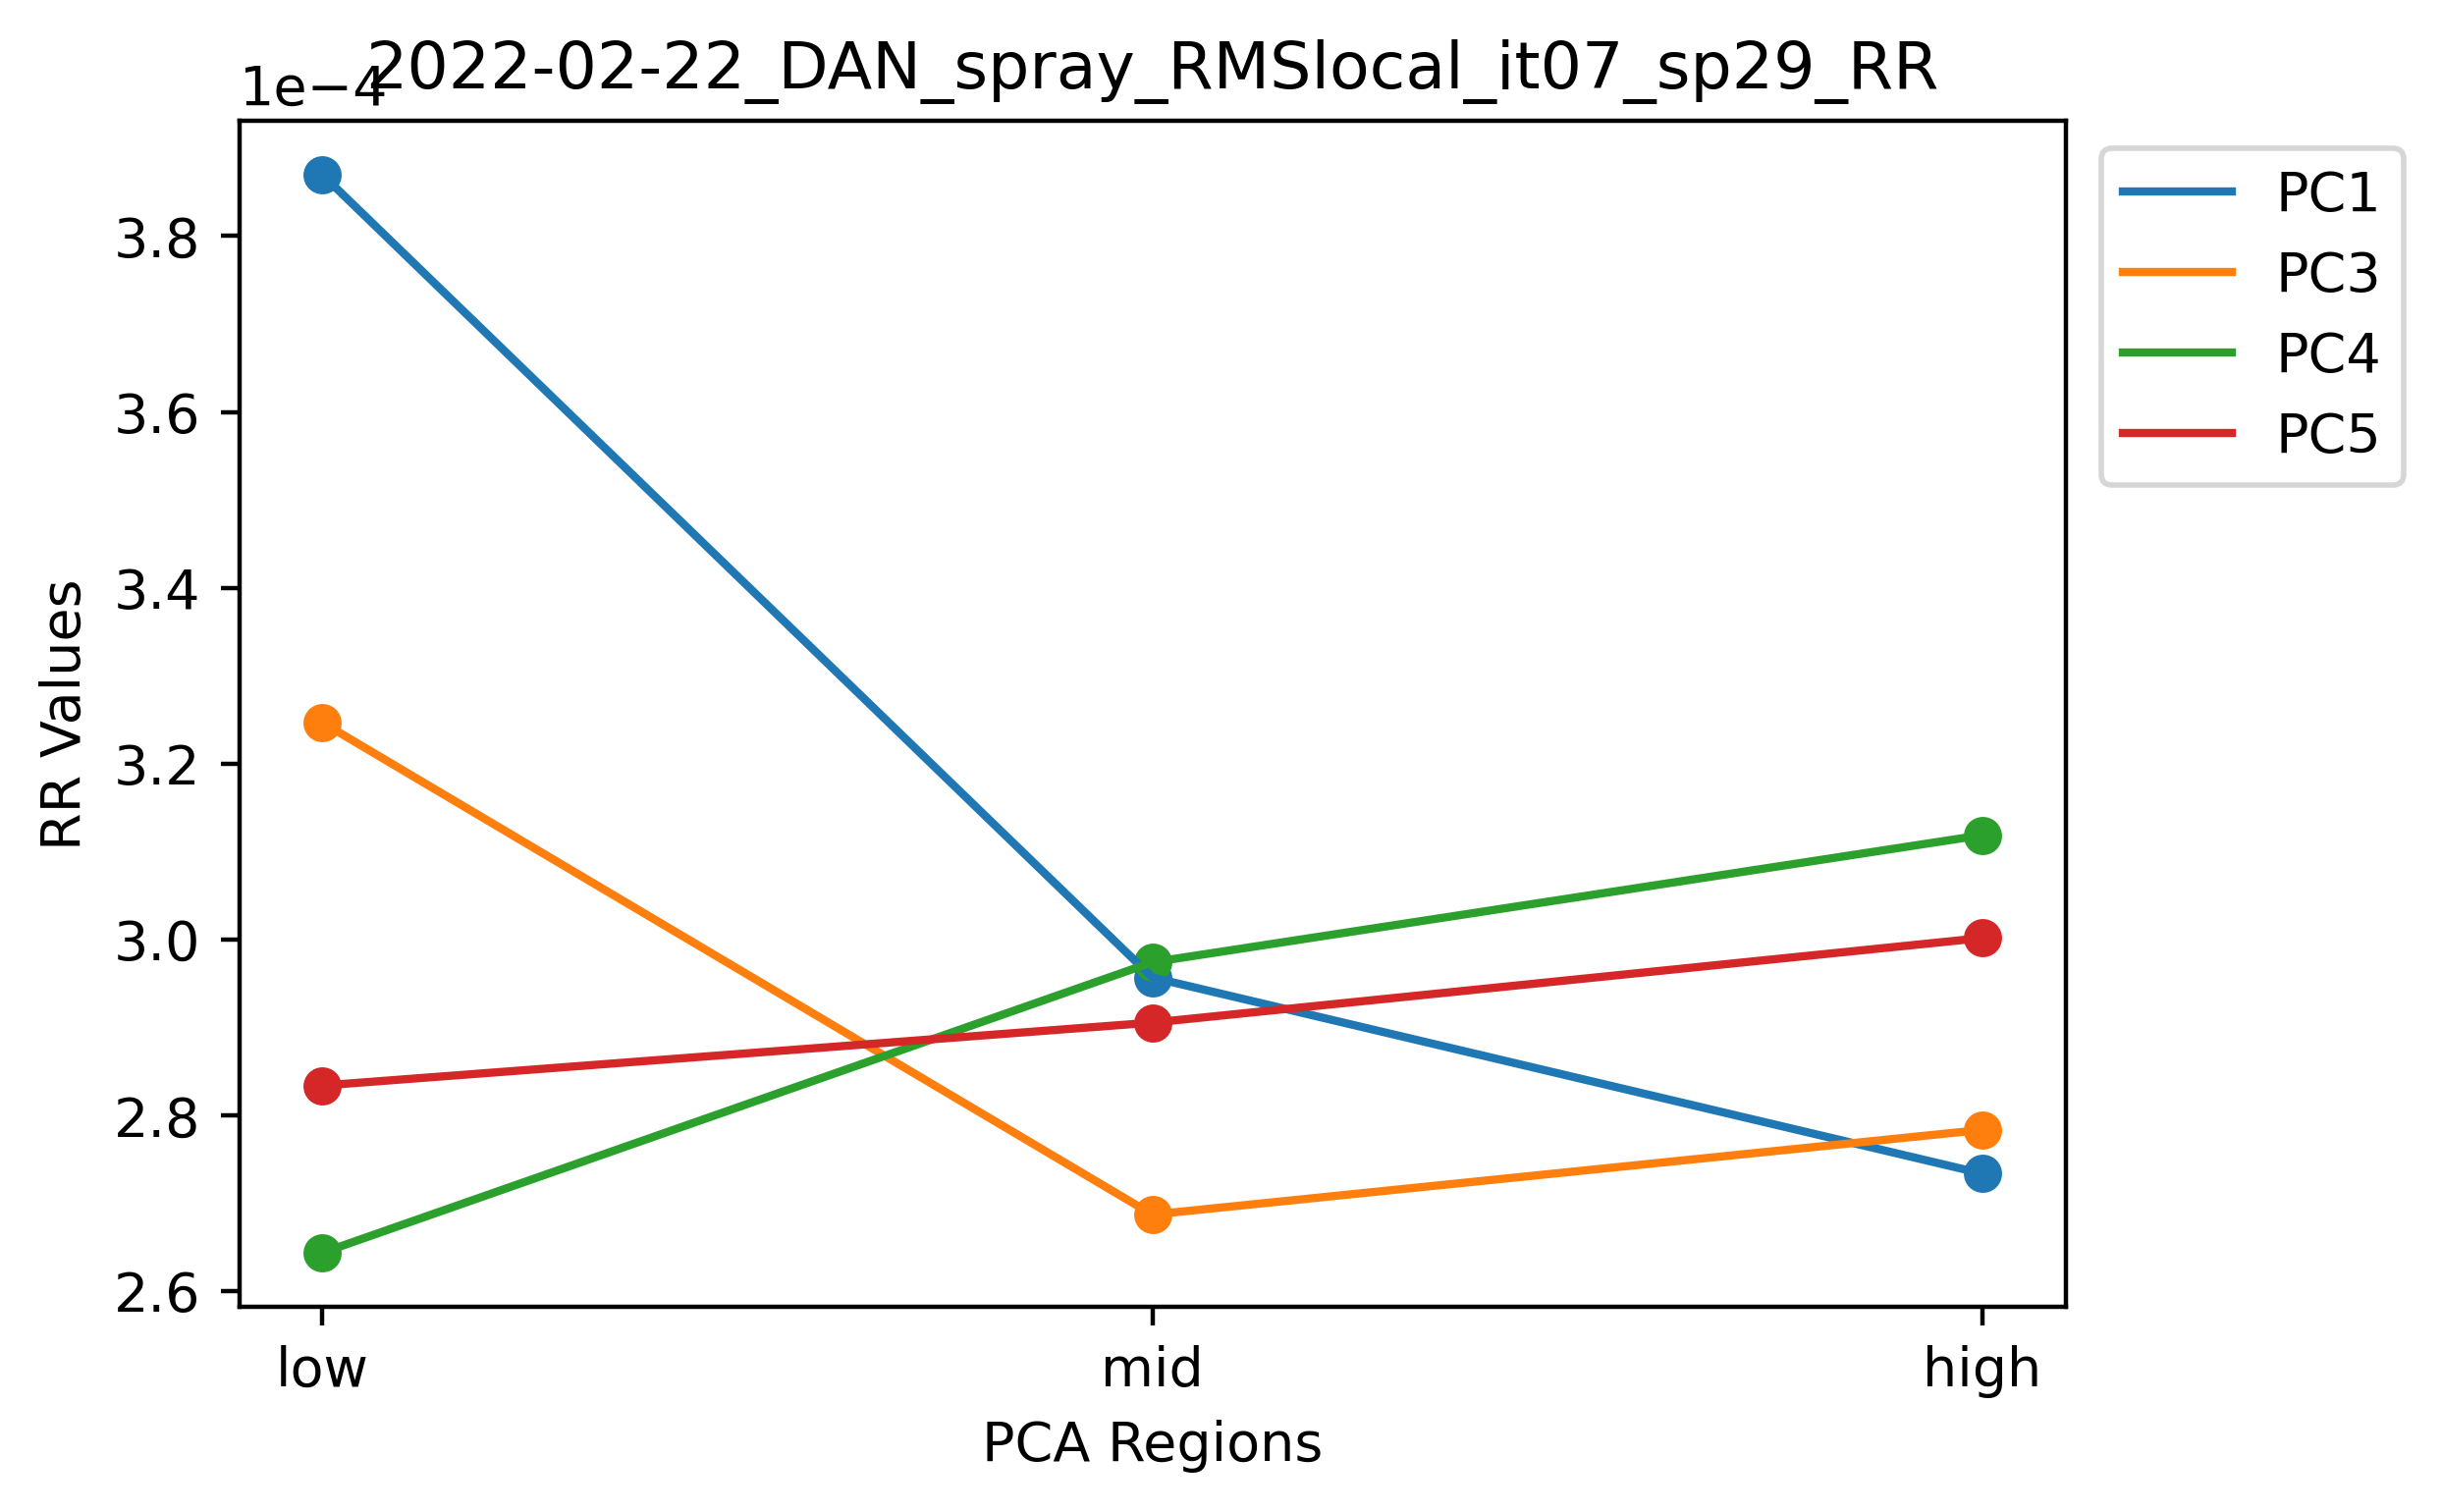 2022-02-22_DAN_spray_RMSlocal_it07_sp29_RR
1e−4
3.8
3.6
3.4
3.2
3.0
2.8
2.6
RR Values
low
mid
high
PCA Regions
PC1
PC3
PC4
PC5